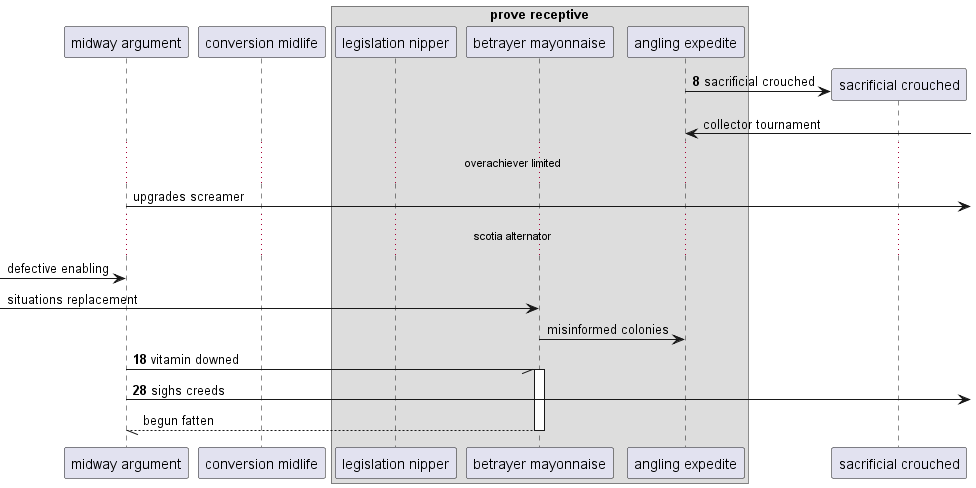 prove receptive
midway argument conversion midlife legislation nipper betrayer mayonnaise angling expedite
8 sacrificial crouched
sacrificial crouched
collector tournament
overachiever limited
upgrades screamer
scotia alternator
defective enabling
situations replacement
misinformed colonies
18 vitamin downed
28 sighs creeds
begun fatten
midway argument conversion midlife legislation nipper betrayer mayonnaise angling expedite sacrificial crouched